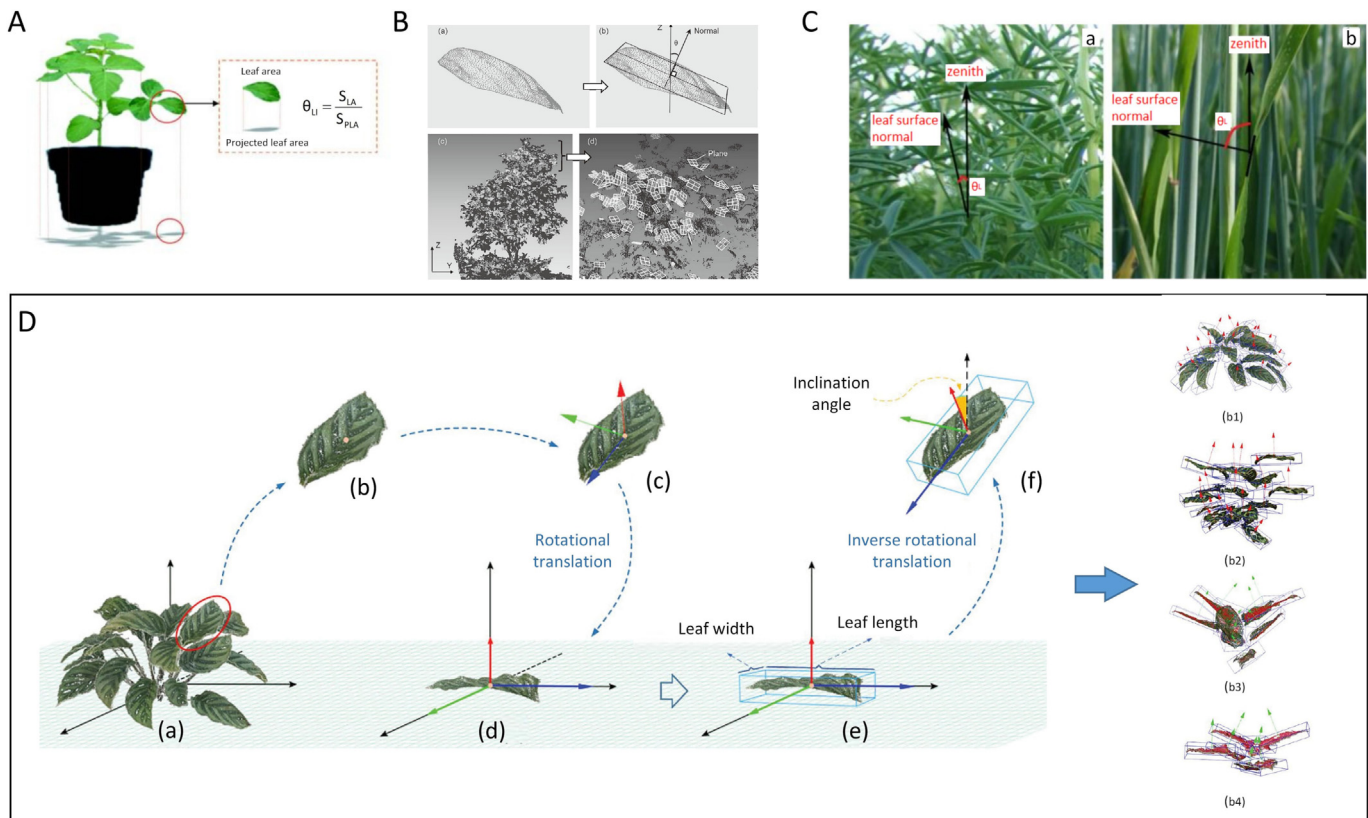 A
Leaf area
θLI = SLA / SPLA
Projected leaf area
B
(a)
(b)
Z
θ
Normal
(c)
(d)
Plane
Z
Y
C
a
zenith
leaf surface
normal
θL
b
zenith
leaf surface
normal
θL
D
(b)
(c)
Inclination
angle
(f)
Rotational
translation
Inverse rotational
translation
Leaf width
Leaf length
(a)
(d)
(e)
(b1)
(b2)
(b3)
(b4)